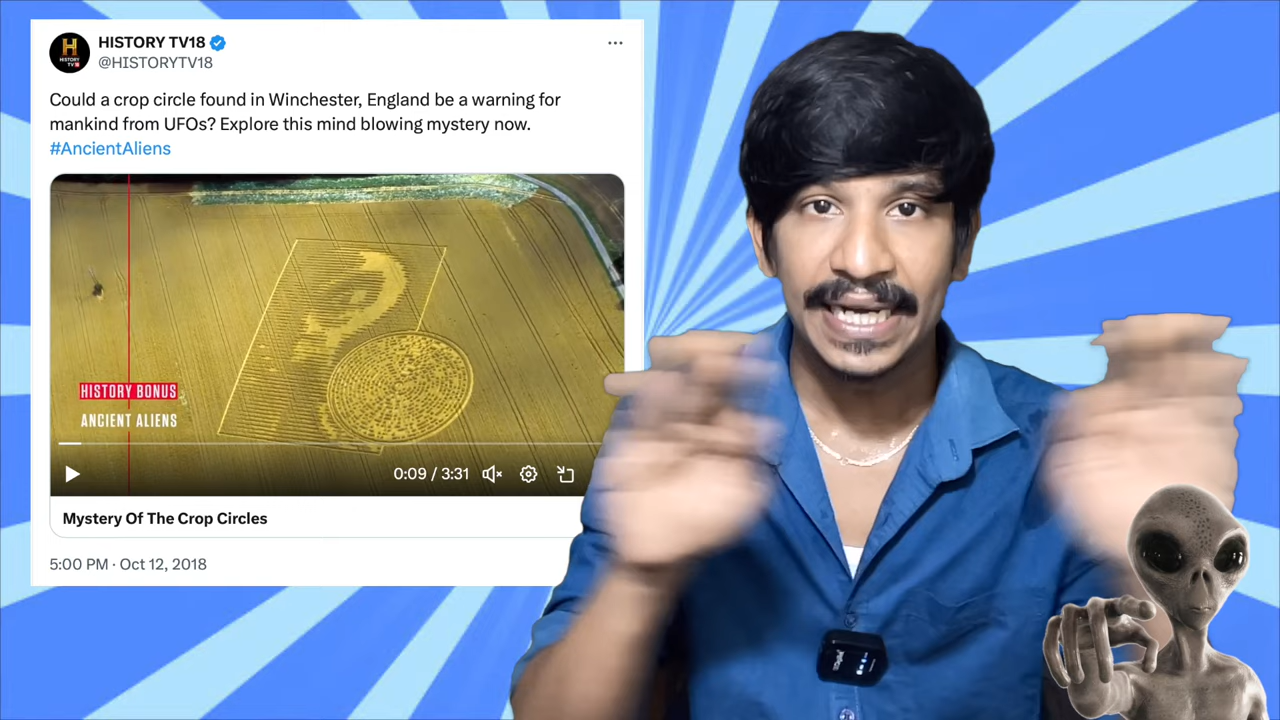 HISTORY TV18
@HISTORYTV18
Could a crop circle found in Winchester, England be a warning for
mankind from UFOs? Explore this mind blowing mystery now.
#AncientAliens
HISTORY BONUS
ANCIENT ALIENS
0:09 / 3:31
Mystery Of The Crop Circles
5:00 PM · Oct 12, 2018